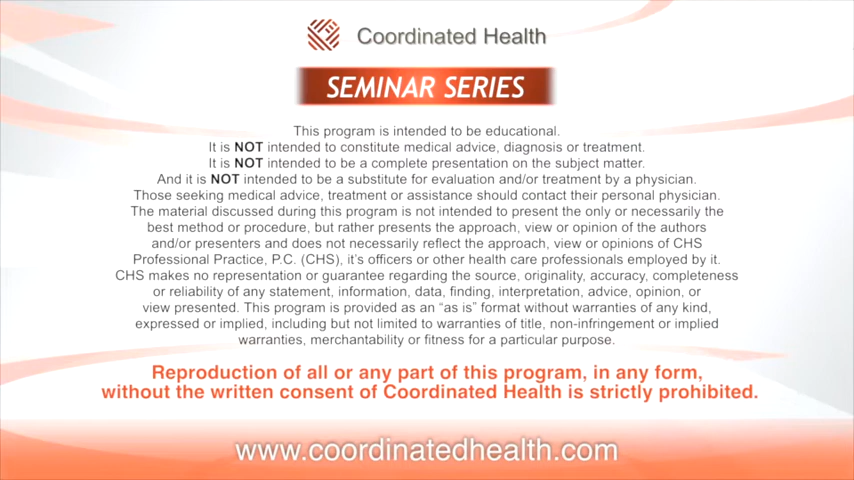 Coordinated Health
SEMINAR SERIES
This program is intended to be educational.
It is NOT intended to constitute medical advice, diagnosis or treatment.
It is NOT intended to be a complete presentation on the subject matter.
And it is NOT intended to be a substitute for evaluation and/or treatment by a physician.
Those seeking medical advice, treatment or assistance should contact their personal physician.
The material discussed during this program is not intended to present the only or necessarily the
best method or procedure, but rather presents the approach, view or opinion of the authors
and/or presenters and does not necessarily reflect the approach, view or opinions of CHS
Professional Practice, P.C. (CHS), it's officers or other health care professionals employed by it.
CHS makes no representation or guarantee regarding the source, originality, accuracy, completeness
or reliability of any statement, information, data, finding, interpretation, advice, opinion, or
view presented. This program is provided as an “as is” format without warranties of any kind,
expressed or implied, including but not limited to warranties of title, non-infringement or implied
warranties, merchantability or fitness for a particular purpose.
Reproduction of all or any part of this program, in any form,
without the written consent of Coordinated Health is strictly prohibited.
www.coordinatedhealth.com